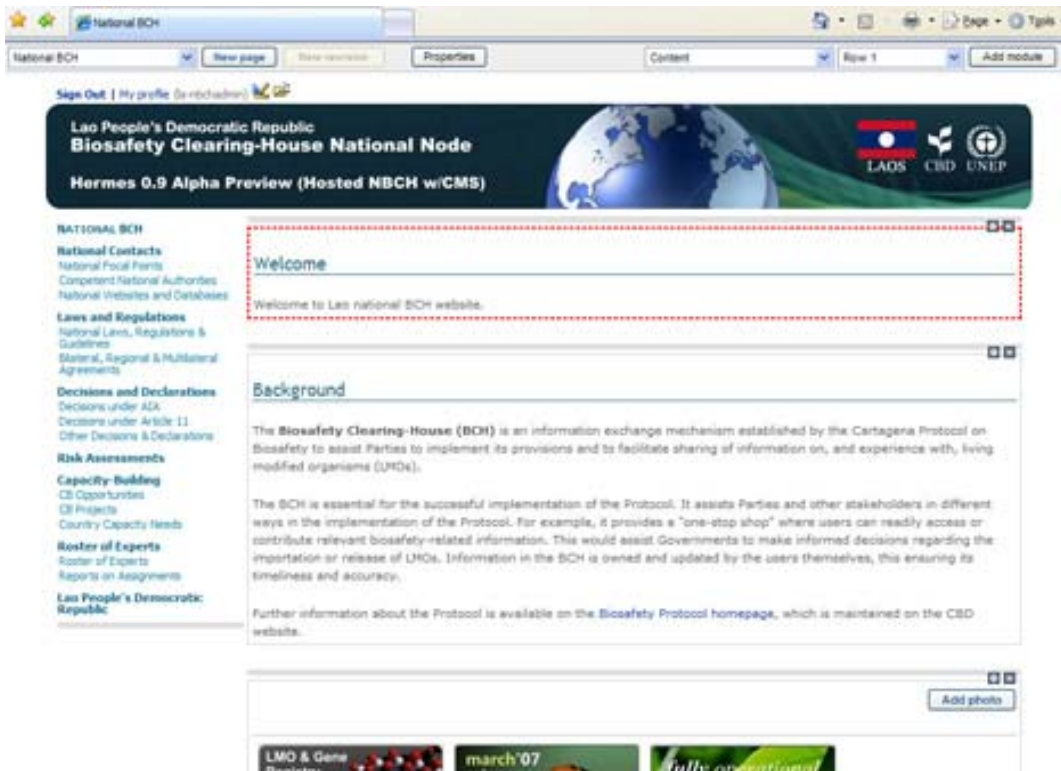 National BCH
Page
Tools
National BCH
New page
New revision
Properties
Content
Row 1
Add module
Sign Out | My profile
Lao People's Democratic Republic
Biosafety Clearing-House National Node
Hermes 0.9 Alpha Preview (Hosted NBCH w/CMS)
LAOS
CBD
UNEP
NATIONAL BCH
National Contacts
National Focal Points
Competent National Authorities
National Websites and Databases
Laws and Regulations
National Laws, Regulations &
Guidelines
Bilateral, Regional & Multilateral
Agreements
Decisions and Declarations
Decisions under AIA
Decisions under Article 11
Other Decisions & Declarations
Risk Assessments
Capacity-Building
CB Opportunities
CB Projects
Country Capacity Needs
Roster of Experts
Roster of Experts
Reports on Assignments
Lao People's Democratic
Republic
Welcome
Welcome to Lao national BCH website.
Background
The Biosafety Clearing-House (BCH) is an information exchange mechanism established by the Cartagena Protocol on
Biosafety to assist Parties to implement its provisions and to facilitate sharing of information on, and experience with, living
modified organisms (LMOs).
The BCH is essential for the successful implementation of the Protocol. It assists Parties and other stakeholders in different
ways in the implementation of the Protocol. For example, it provides a "one-stop shop" where users can readily access or
contribute relevant biosafety-related information. This would assist Governments to make informed decisions regarding the
importation or release of LMOs. Information in the BCH is owned and updated by the users themselves, this ensuring its
timeliness and accuracy.
Further information about the Protocol is available on the Biosafety Protocol homepage, which is maintained on the CBD
website.
Add photo
LMO & Gene
Registry
march'07
fully operational